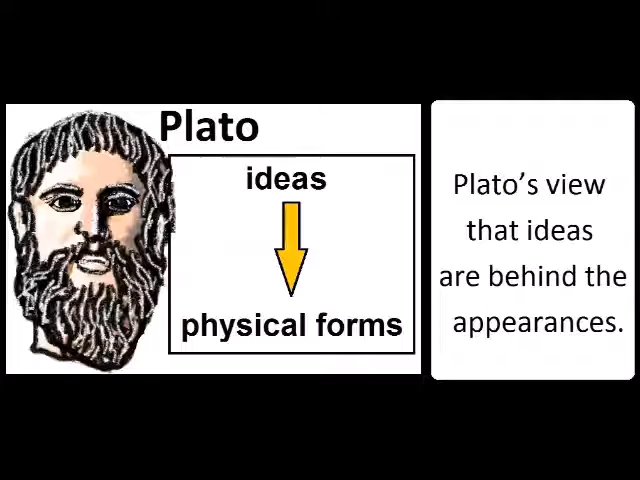 Plato
ideas
physical forms
Plato’s view
that ideas
are behind the
appearances.